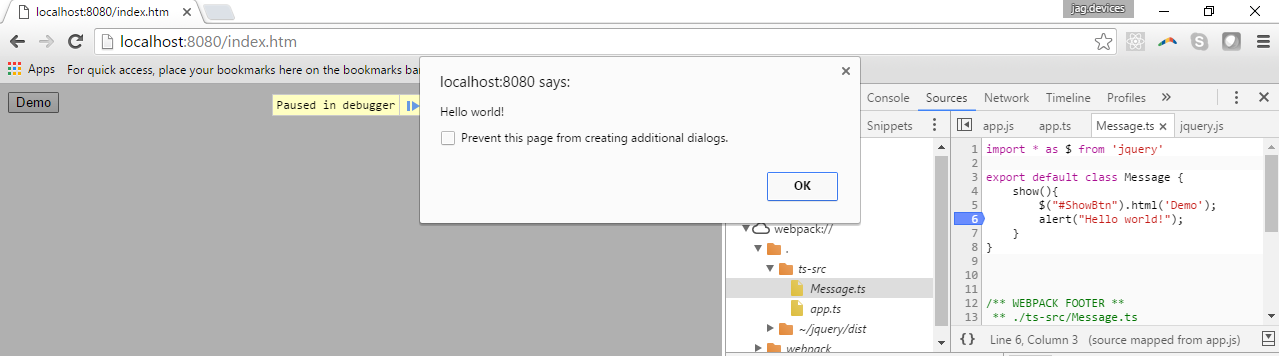 localhost:8080/index.htm
jag.devices
localhost:8080/index.htm
Apps For quick access, place your bookmarks here on the bookmarks ba
Demo
Paused in debugger
localhost:8080 says:
Hello world!
Prevent this page from creating additional dialogs.
OK
Console Sources Network Timeline Profiles »
Snippets
app.js app.ts Message.ts jquery.js
webpack://
.
ts-src
Message.ts
app.ts
~/jquery/dist
webpack
1 import * as $ from 'jquery'
2
3 export default class Message {
4 show(){
5 $("#ShowBtn").html('Demo');
6 alert("Hello world!");
7 }
8 }
9
10
11
12 /** WEBPACK FOOTER **
13 ** ./ts-src/Message.ts
{} Line 6, Column 3 (source mapped from app.js)